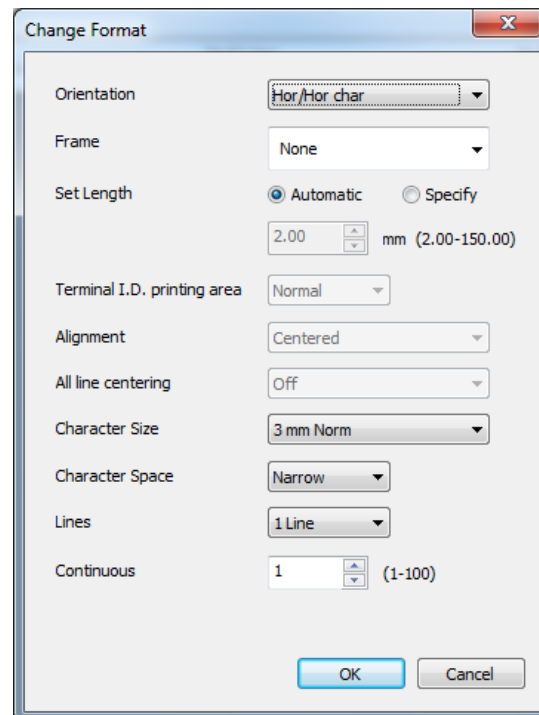 Change Format
Orientation Hor/Hor char
Frame None
Set Length Automatic Specify
2.00 mm (2.00-150.00)
Terminal I.D. printing area Normal
Alignment Centered
All line centering Off
Character Size 3 mm Norm
Character Space Narrow
Lines 1 Line
Continuous 1 (1-100)
OK Cancel